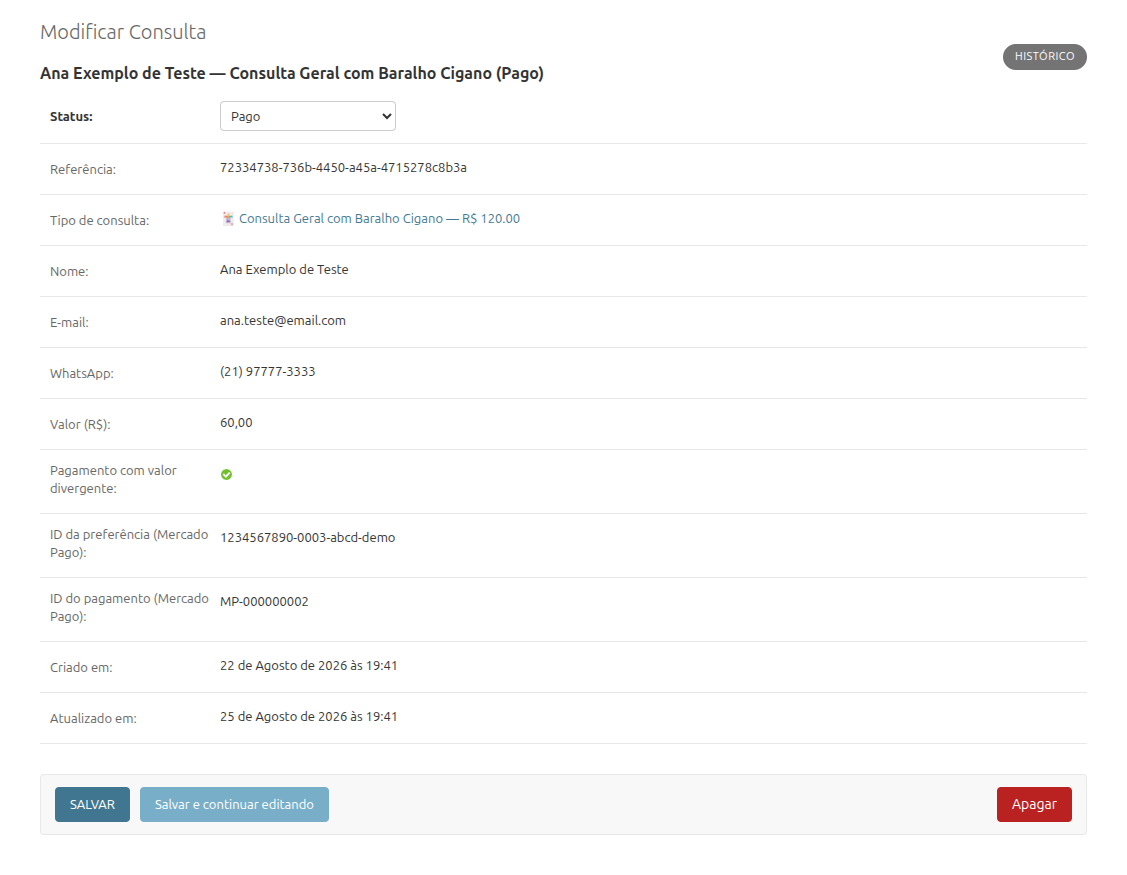 Modificar Consulta
HISTÓRICO
Ana Exemplo de Teste — Consulta Geral com Baralho Cigano (Pago)
Status: Pago
Referência: 72334738-736b-4450-a45a-4715278c8b3a
Tipo de consulta: 🃏 Consulta Geral com Baralho Cigano — R$ 120.00
Nome: Ana Exemplo de Teste
E-mail: ana.teste@email.com
WhatsApp: (21) 97777-3333
Valor (R$): 60,00
Pagamento com valor
divergente:
ID da preferência (Mercado
Pago): 1234567890-0003-abcd-demo
ID do pagamento (Mercado
Pago): MP-000000002
Criado em: 22 de Agosto de 2026 às 19:41
Atualizado em: 25 de Agosto de 2026 às 19:41
SALVAR Salvar e continuar editando Apagar